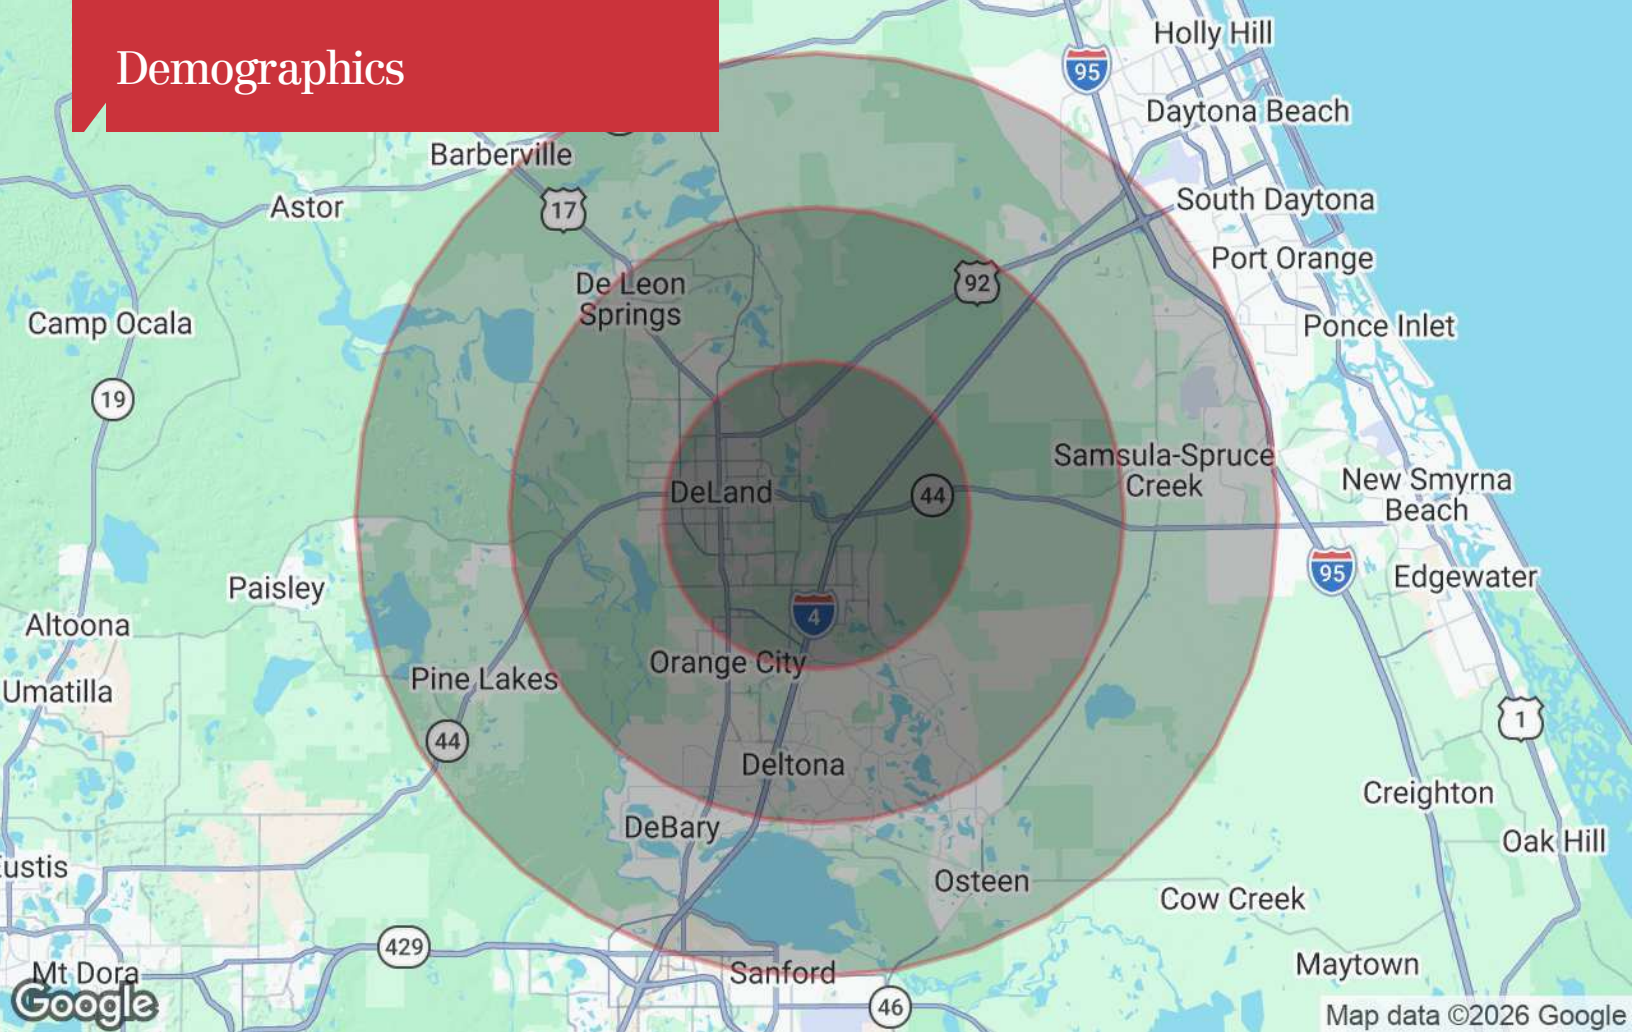 Demographics
Holly Hill
95
Daytona Beach
Barberville
Astor
17
South Daytona
Port Orange
De Leon
Springs
92
Camp Ocala
Ponce Inlet
19
Samsula-Spruce
Creek
DeLand
44
New Smyrna
Beach
95
Edgewater
Paisley
4
Altoona
Orange City
Pine Lakes
Umatilla
1
44
Deltona
Creighton
DeBary
Oak Hill
ustis
Osteen
Cow Creek
429
Maytown
Mt Dora
Sanford
Google
46
Map data ©2026 Google